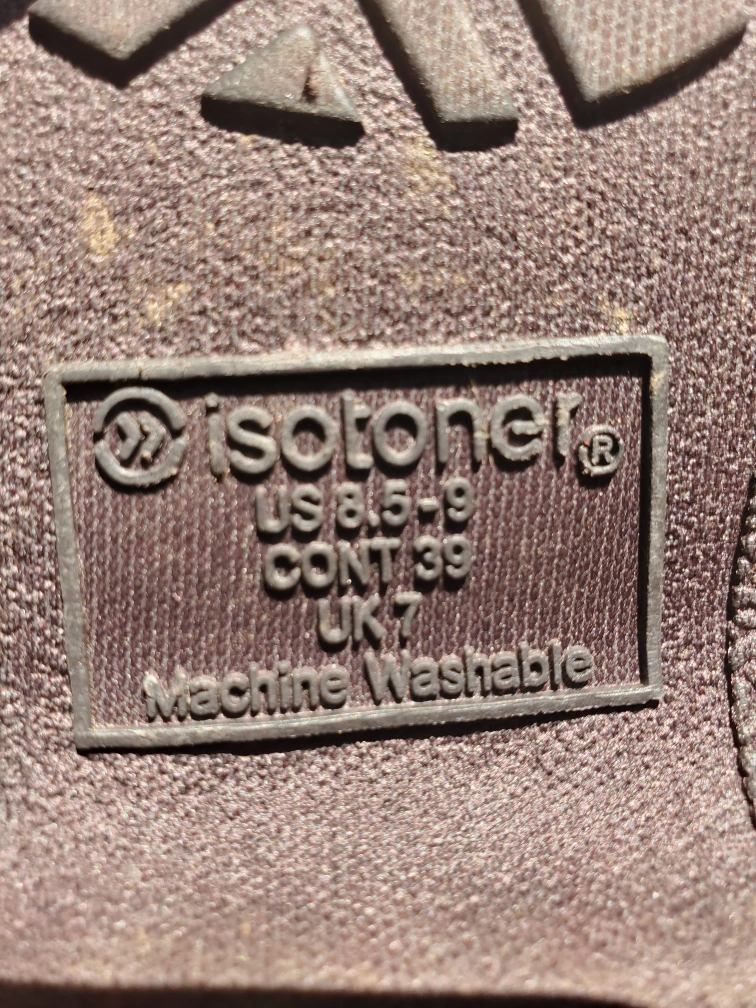 isotoner®
US 8.5-9
CONT 39
UK 7
Machine Washable